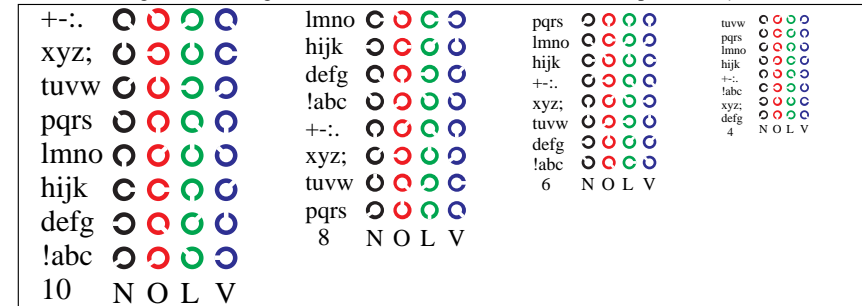 +-:.
xyz;
tuvw
pqrs
lmno
hijk
defg
!abc
10 N O L V
lmno
hijk
defg
!abc
+-:.
xyz;
tuvw
pqrs
8 N O L V
pqrs
lmno
hijk
+-:.
xyz;
tuvw
defg
!abc
6 N O L V
tuvw
pqrs
lmno
hijk
+-:.
!abc
xyz;
defg
4 N O L V